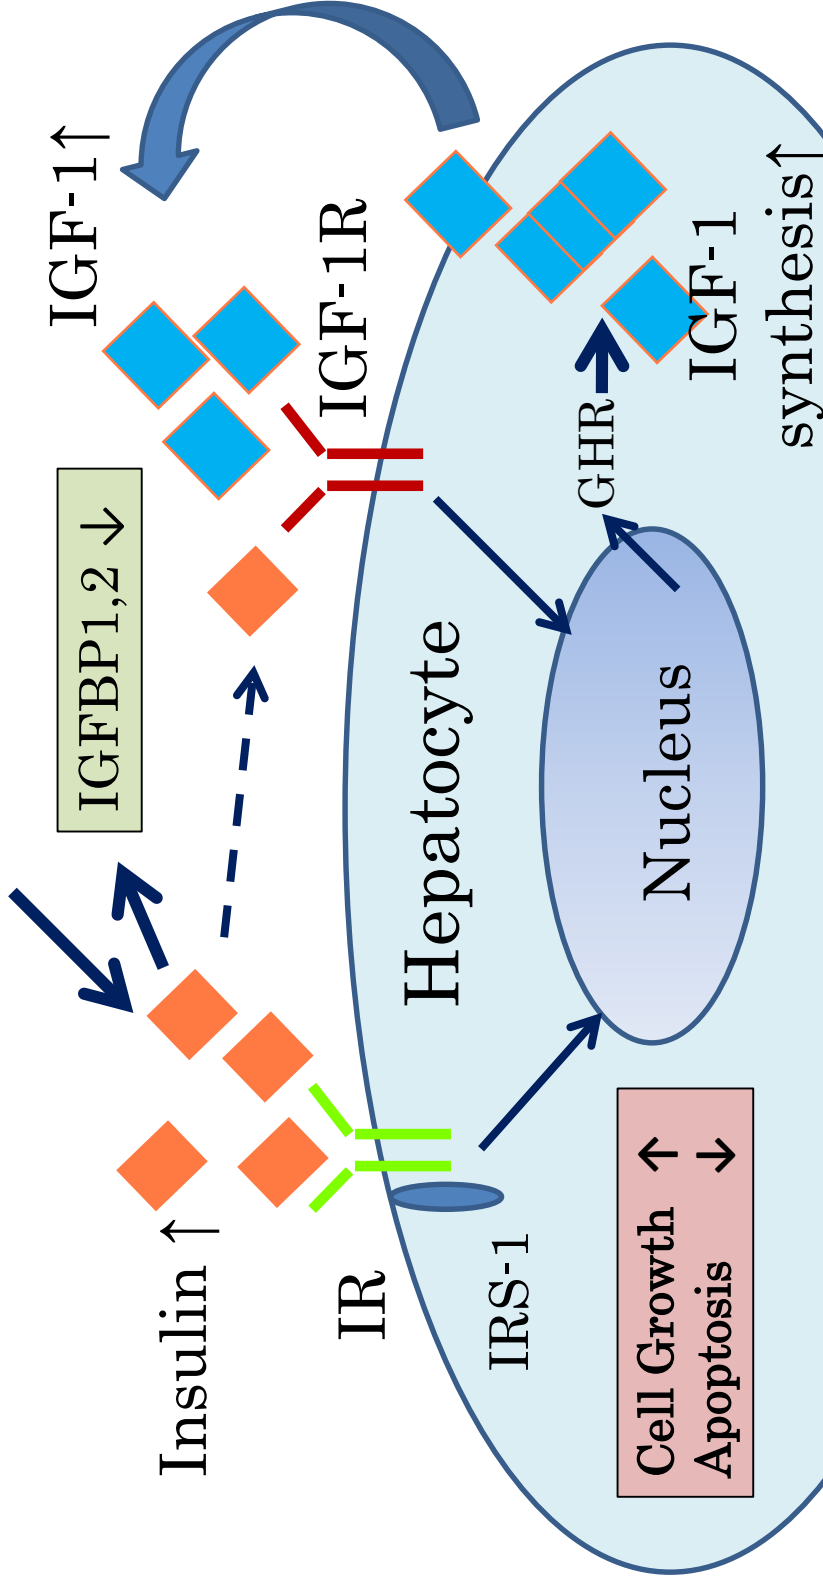 IGFBP1,2 ↓
IGF-1↑
Insulin ↑
IR
IGF-1R
Hepatocyte
IRS-1
GHR
Nucleus
Cell Growth ↑
Apoptosis ↓
IGF-1
synthesis↑